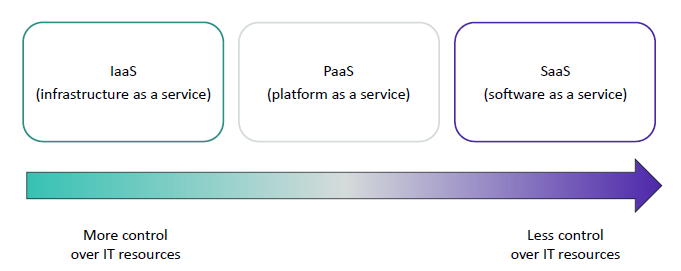 IaaS
(infrastructure as a service)
PaaS
(platform as a service)
SaaS
(software as a service)
More control
over IT resources
Less control
over IT resources